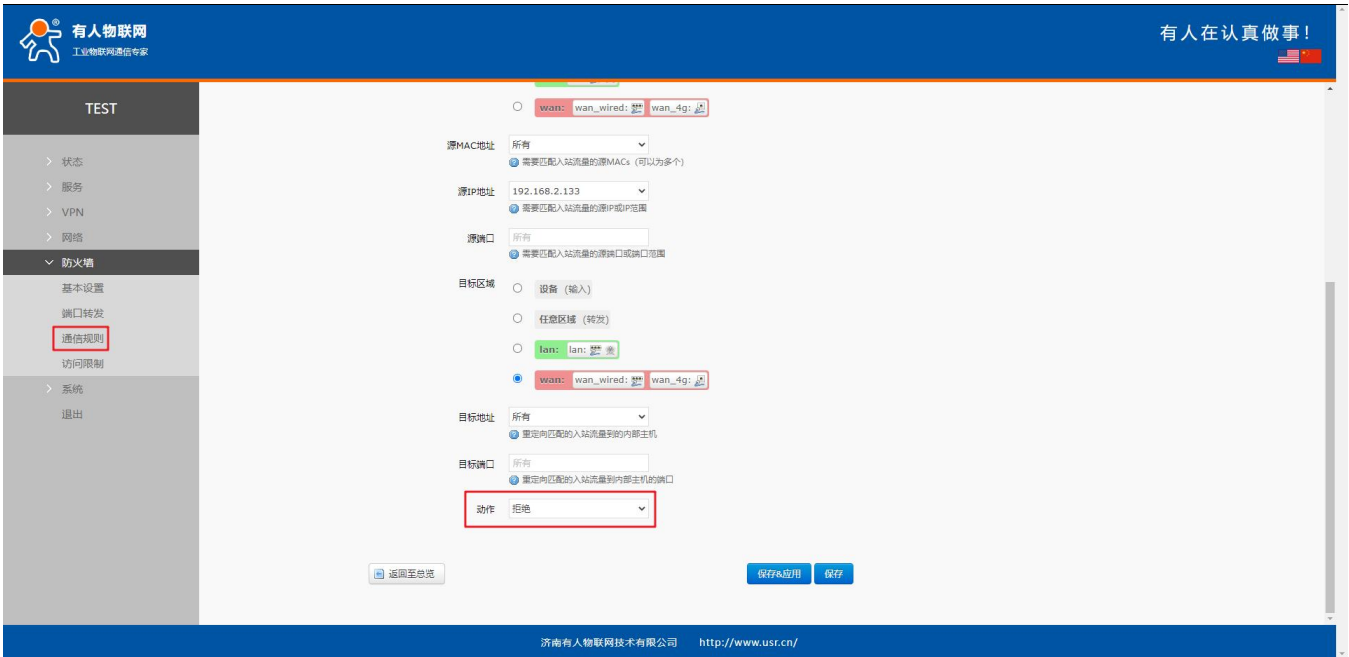 有人物联网
工业物联网通信专家
有人在认真做事！
TEST
状态
服务
VPN
网络
防火墙
基本设置
端口转发
通信规则
访问限制
系统
退出
wan: wan_wired: wan_4g:
源MAC地址 所有
需要匹配入站流量的源MACs（可以为多个）
源IP地址 192.168.2.133
需要匹配入站流量的源IP或IP范围
源端口 所有
需要匹配入站流量的源端口或端口范围
目标区域 设备（输入）
任意区域（转发）
lan: lan:
wan: wan_wired: wan_4g:
目标地址 所有
重定向匹配的入站流量到的内部主机
目标端口 所有
重定向匹配的入站流量到内部主机的端口
动作 拒绝
返回至总览 保存&应用 保存
济南有人物联网技术有限公司 http://www.usr.cn/